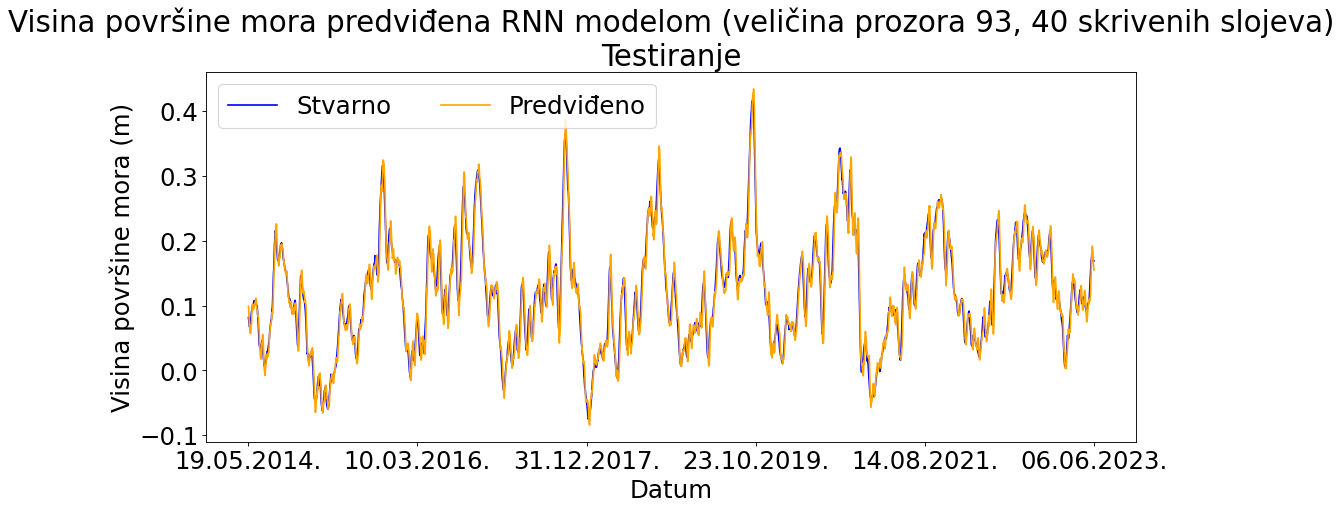 Visina površine mora predviđena RNN modelom (veličina prozora 93, 40 skrivenih slojeva)
Testiranje
Stvarno Predviđeno
Visina površine mora (m)
0.4
0.3
0.2
0.1
0.0
−0.1
19.05.2014. 10.03.2016. 31.12.2017. 23.10.2019. 14.08.2021. 06.06.2023.
Datum